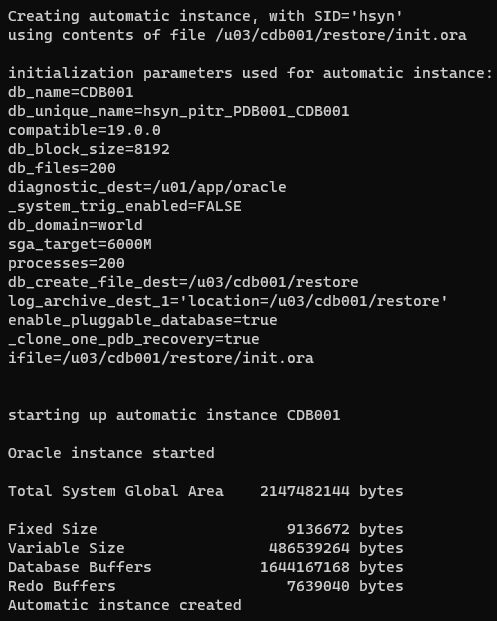 Creating automatic instance, with SID='hsyn'
using contents of file /u03/cdb001/restore/init.ora
initialization parameters used for automatic instance:
db_name=CDB001
db_unique_name=hsyn_pitr_PDB001_CDB001
compatible=19.0.0
db_block_size=8192
db_files=200
diagnostic_dest=/u01/app/oracle
_system_trig_enabled=FALSE
db_domain=world
sga_target=6000M
processes=200
db_create_file_dest=/u03/cdb001/restore
log_archive_dest_1='location=/u03/cdb001/restore'
enable_pluggable_database=true
_clone_one_pdb_recovery=true
ifile=/u03/cdb001/restore/init.ora
starting up automatic instance CDB001
Oracle instance started
Total System Global Area    2147482144 bytes
Fixed Size                     9136672 bytes
Variable Size                486539264 bytes
Database Buffers            1644167168 bytes
Redo Buffers                   7639040 bytes
Automatic instance created